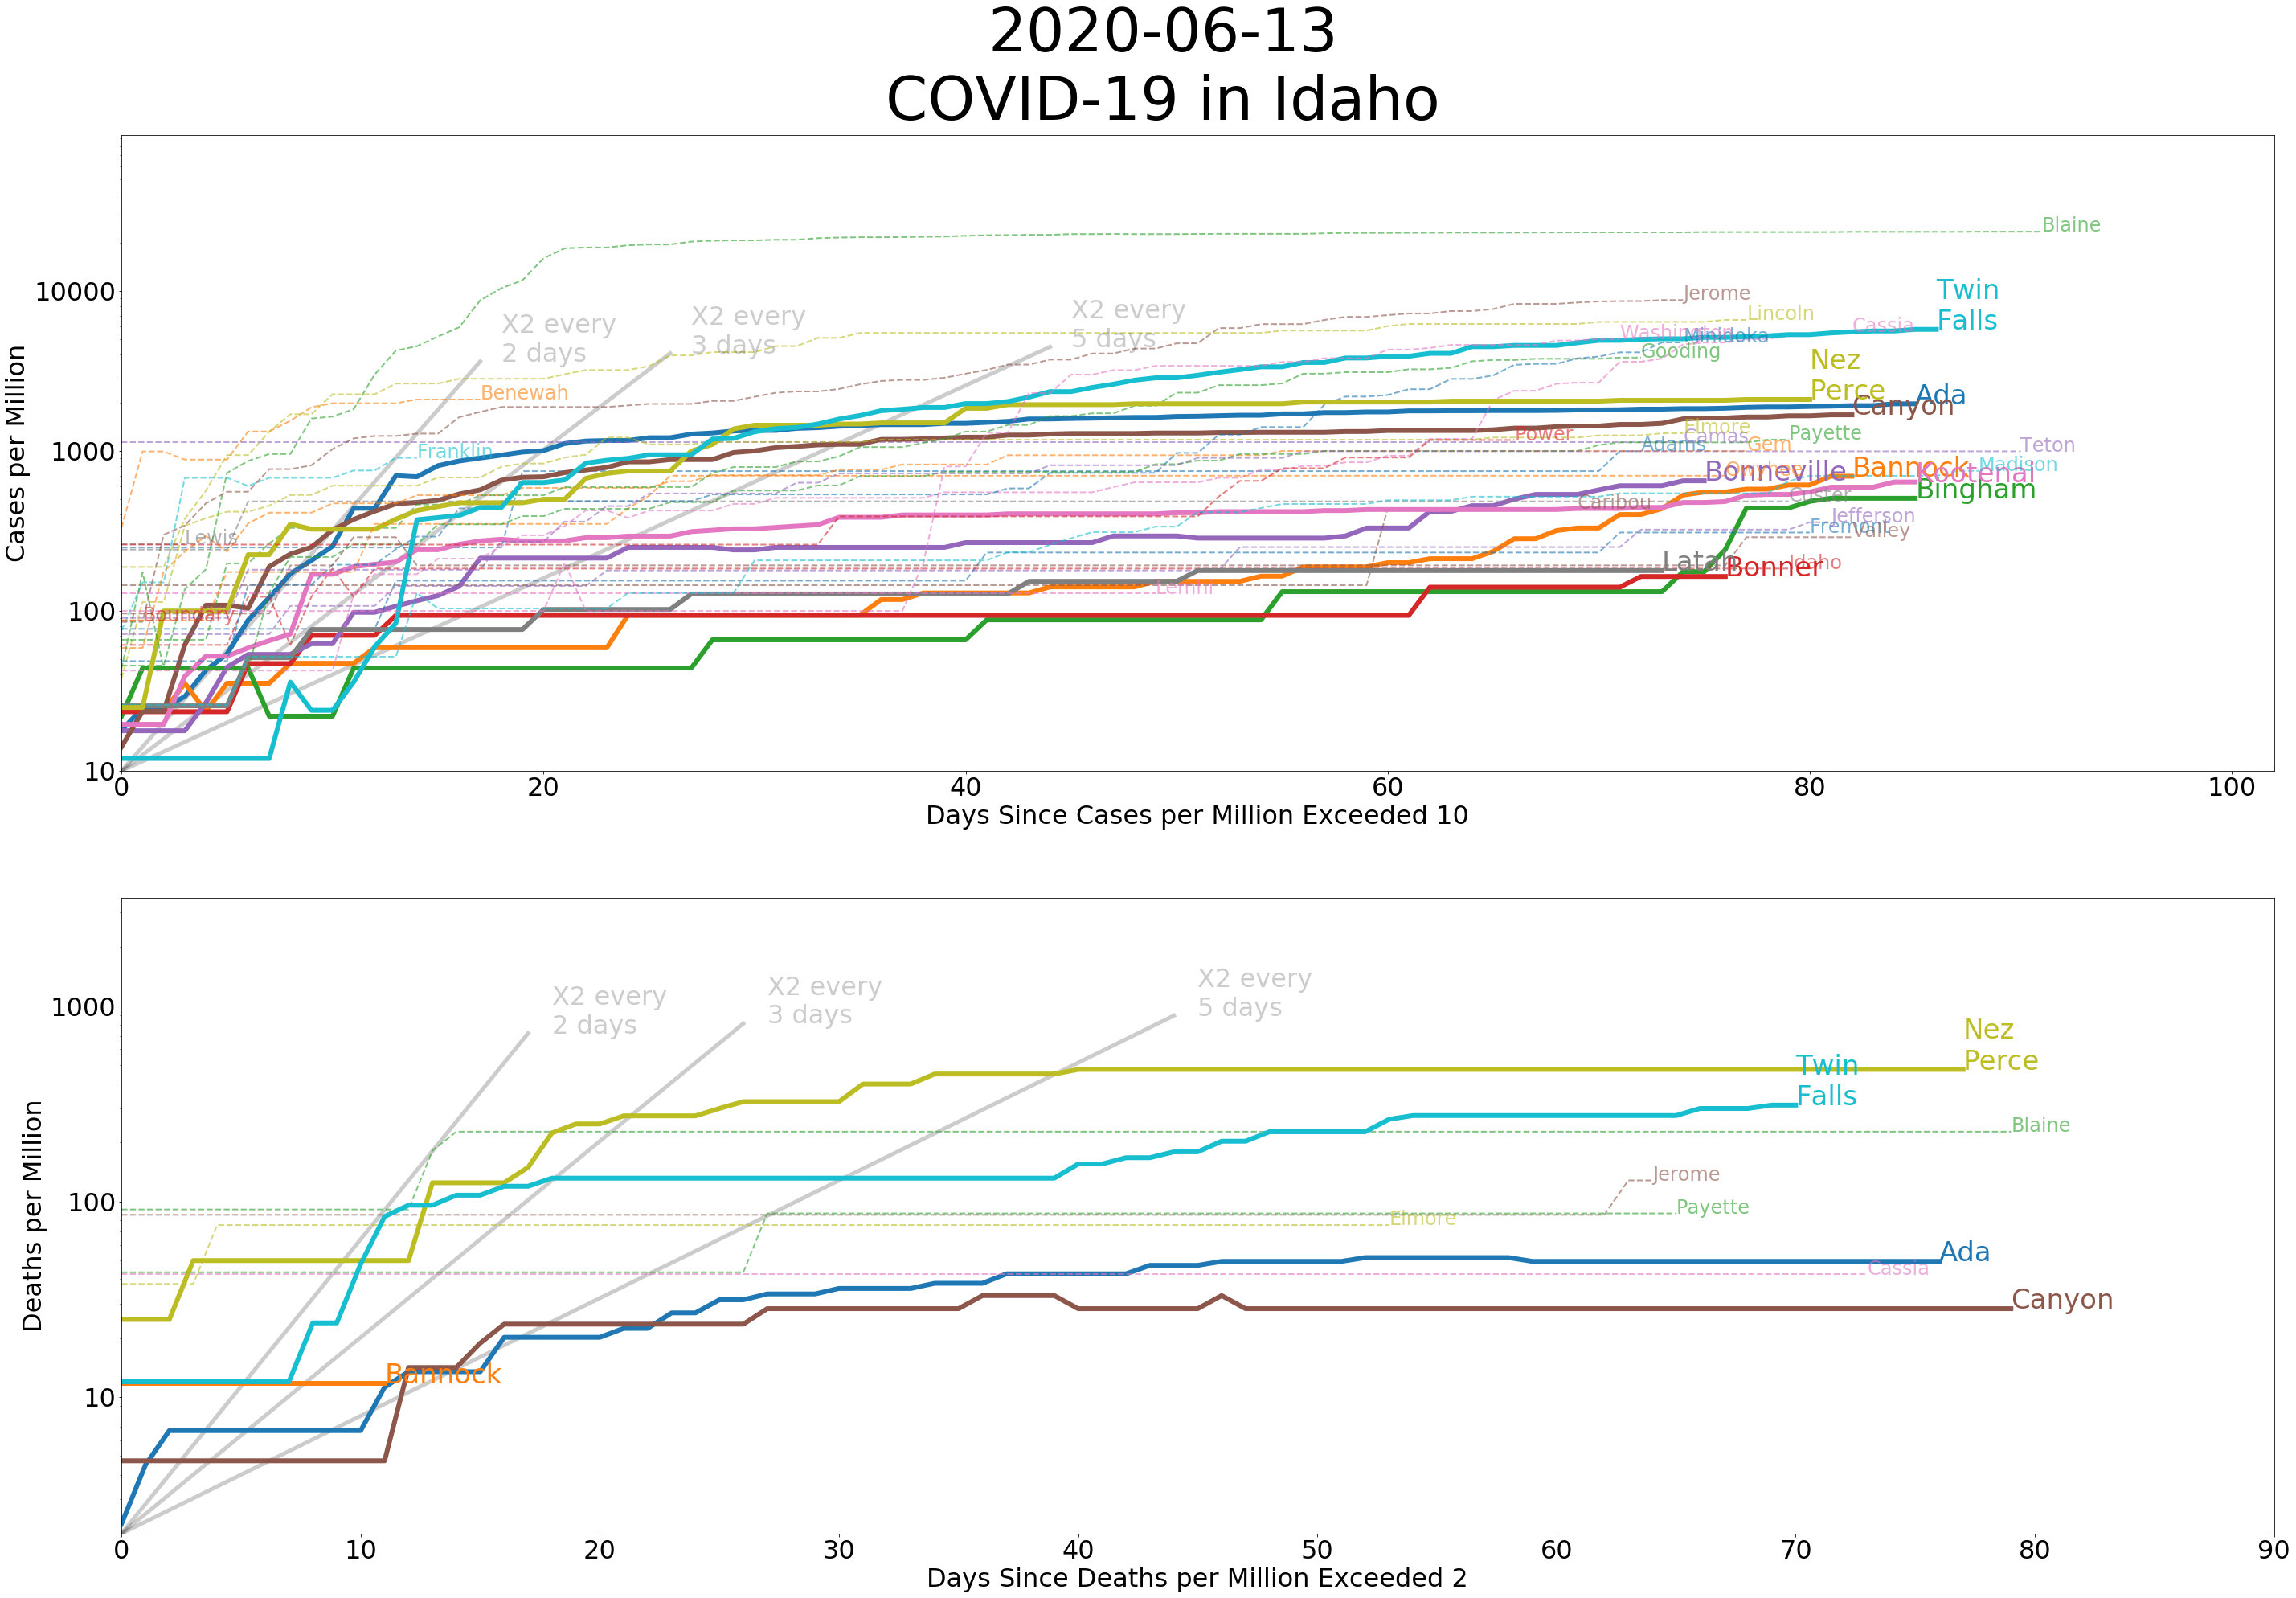 2020-06-13
COVID-19 in Idaho
Cases per Million
10000
1000
100
10
X2 every
2 days
X2 every
3 days
X2 every
5 days
Blaine
Jerome
Twin
Falls
Lincoln
Cassia
Washington
Minidoka
Gooding
Nez
Perce
Benewah
Ada
Canyon
Elmore
Power
Camas
Payette
Franklin
Adams
Gem
Teton
Bonneville
Owyhee
Bannock
Madison
Kootenai
Custer
Bingham
Caribou
Jefferson
Lewis
Fremont
Valley
Latah
Idaho
Bonner
Lemhi
Boundary
0
20
40
60
80
100
Days Since Cases per Million Exceeded 10
Deaths per Million
1000
100
10
X2 every
2 days
X2 every
3 days
X2 every
5 days
Nez
Perce
Twin
Falls
Blaine
Jerome
Payette
Elmore
Ada
Cassia
Canyon
Bannock
0
10
20
30
40
50
60
70
80
90
Days Since Deaths per Million Exceeded 2